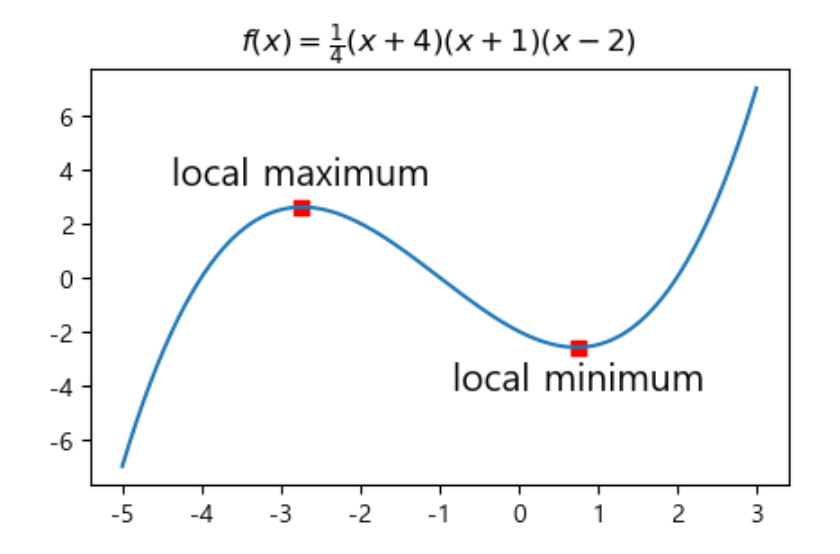 f(x) = 1/4(x + 4)(x + 1)(x − 2)
6
local maximum
4
2
0
-2
local minimum
-4
-6
-5 -4 -3 -2 -1 0 1 2 3